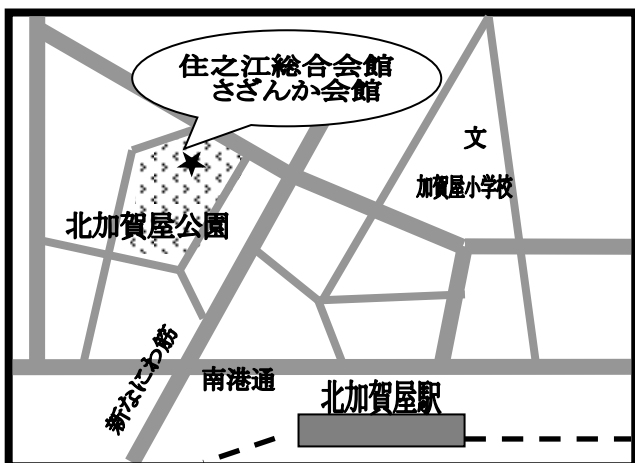 住之江総合会館
さざんか会館
文
加賀屋小学校
北加賀屋公園
新なにわ筋
南港通
北加賀屋駅